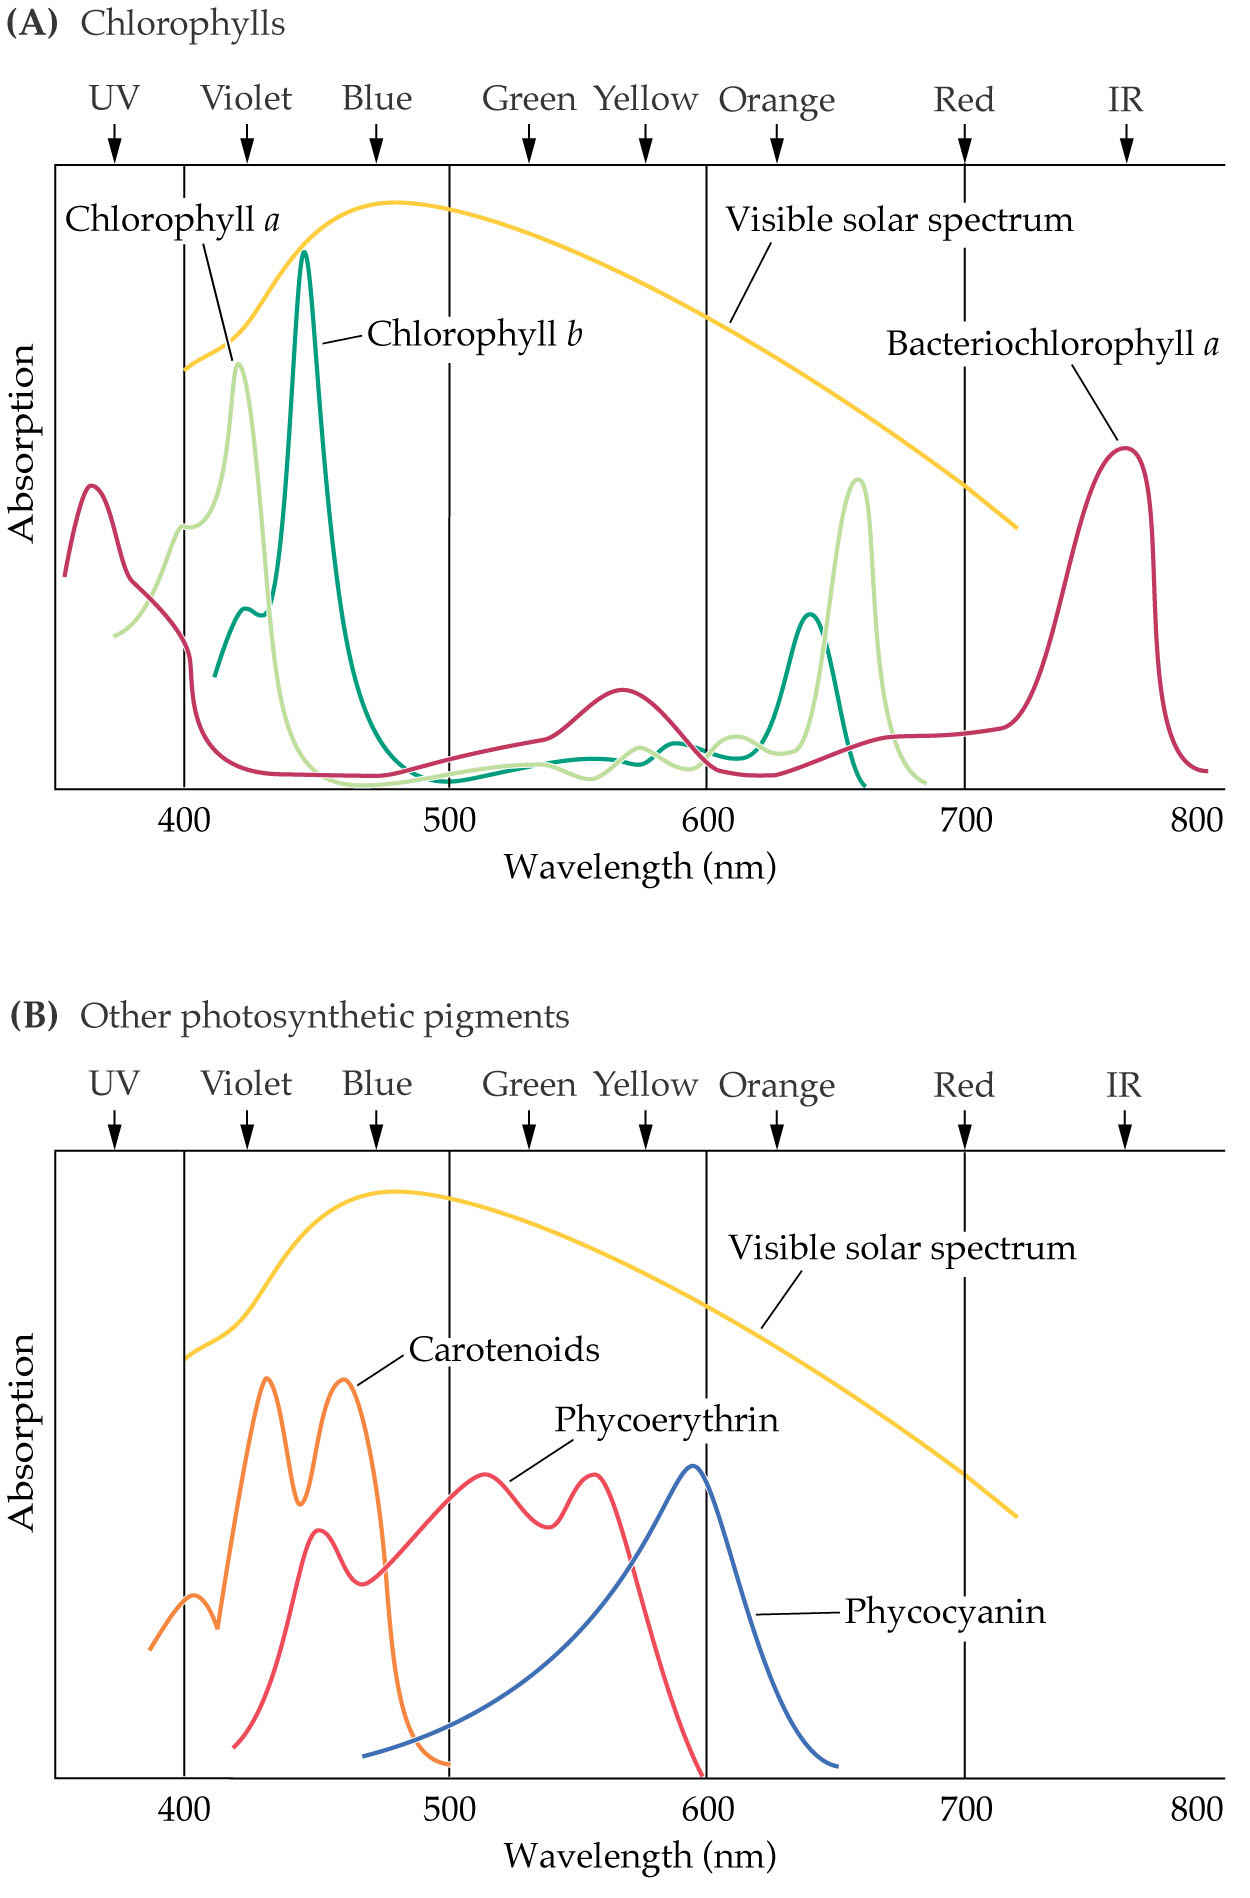 (A) Chlorophylls
UV Violet Blue Green Yellow Orange Red IR
Chlorophyll a
Visible solar spectrum
Chlorophyll b
Bacteriochlorophyll a
Absorption
400 500 600 700 800
Wavelength (nm)
(B) Other photosynthetic pigments
UV Violet Blue Green Yellow Orange Red IR
Visible solar spectrum
Carotenoids
Phycoerythrin
Absorption
Phycocyanin
400 500 600 700 800
Wavelength (nm)